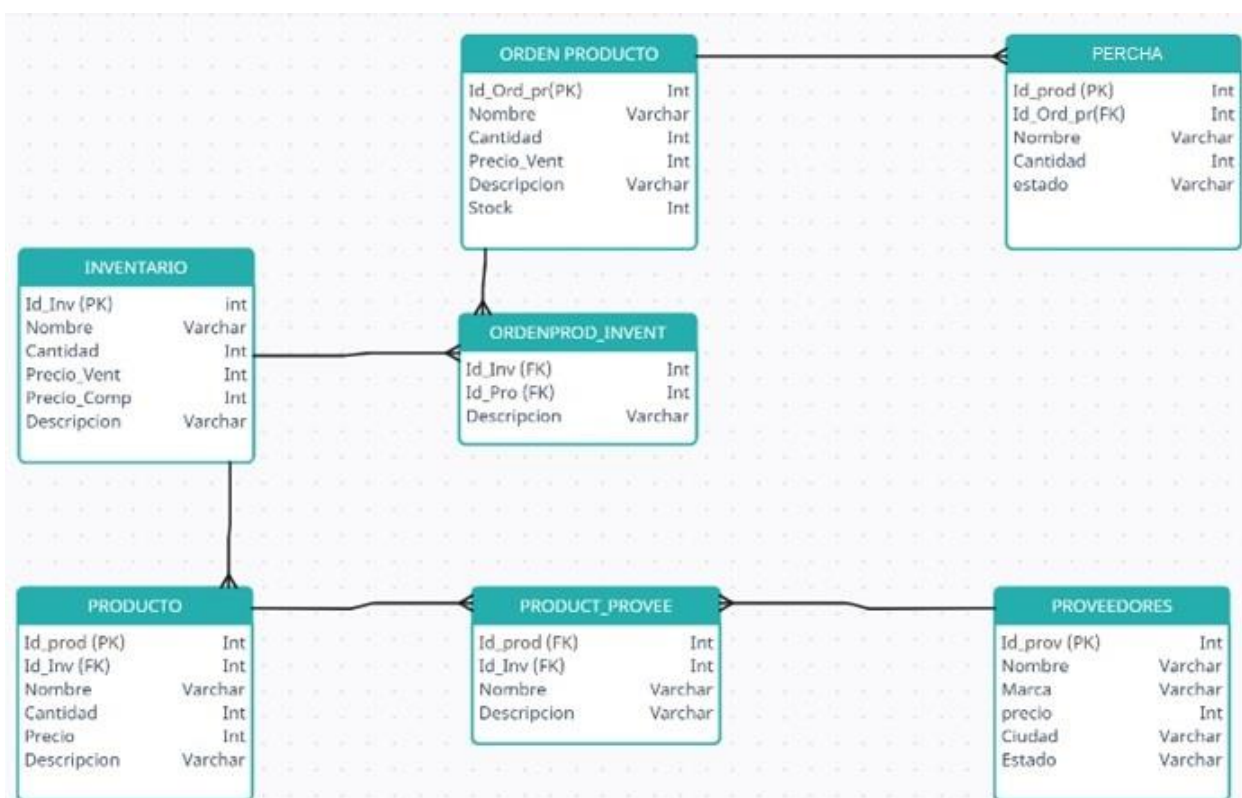 ORDEN PRODUCTO
Id_Ord_pr(PK) Int
Nombre Varchar
Cantidad Int
Precio_Vent Int
Descripcion Varchar
Stock Int
PERCHA
Id_prod (PK) Int
Id_Ord_pr(FK) Int
Nombre Varchar
Cantidad Int
estado Varchar
INVENTARIO
Id_Inv (PK) int
Nombre Varchar
Cantidad Int
Precio_Vent Int
Precio_Comp Int
Descripcion Varchar
ORDENPROD_INVENT
Id_Inv (FK) Int
Id_Pro (FK) Int
Descripcion Varchar
PRODUCTO
Id_prod (PK) Int
Id_Inv (FK) Int
Nombre Varchar
Cantidad Int
Precio Int
Descripcion Varchar
PRODUCT_PROVEE
Id_prod (FK) Int
Id_Inv (FK) Int
Nombre Varchar
Descripcion Varchar
PROVEEDORES
Id_prov (PK) Int
Nombre Varchar
Marca Varchar
precio Int
Ciudad Varchar
Estado Varchar